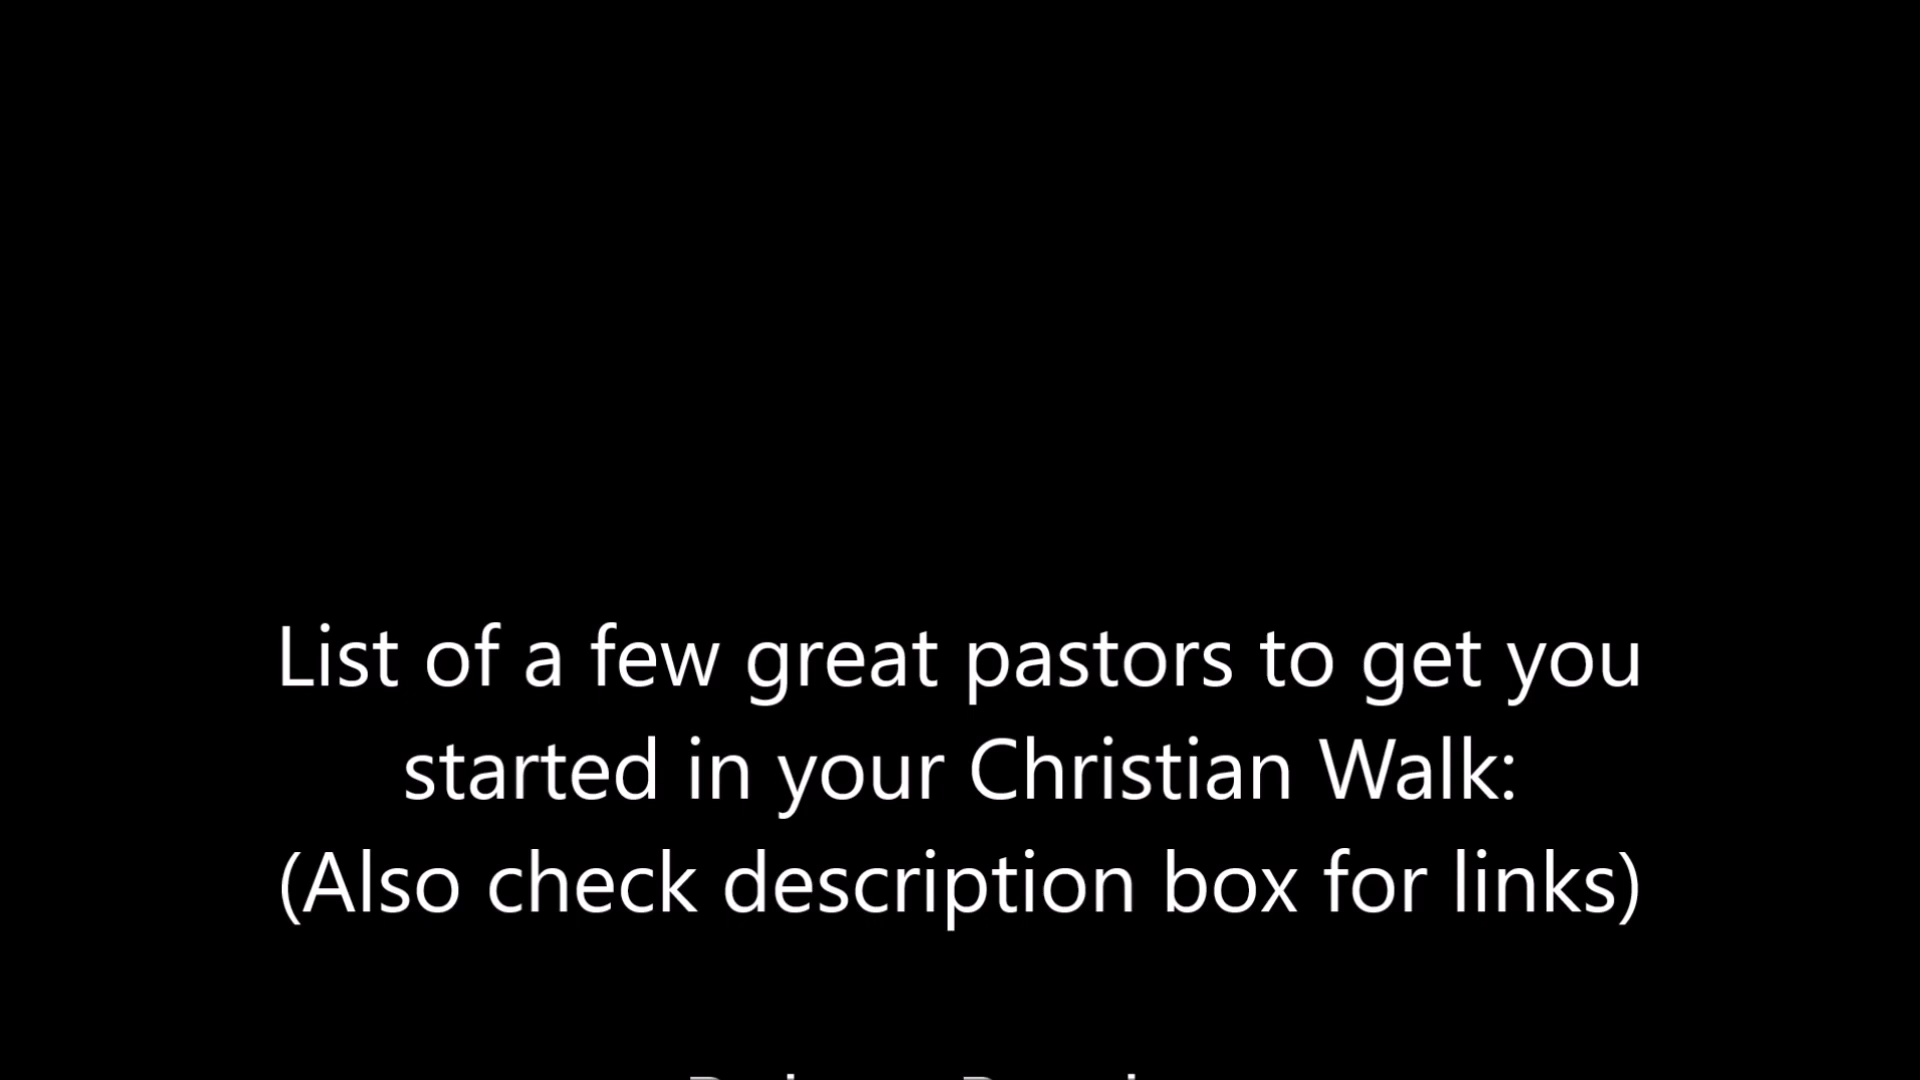 List of a few great pastors to get you
started in your Christian Walk:
(Also check description box for links)